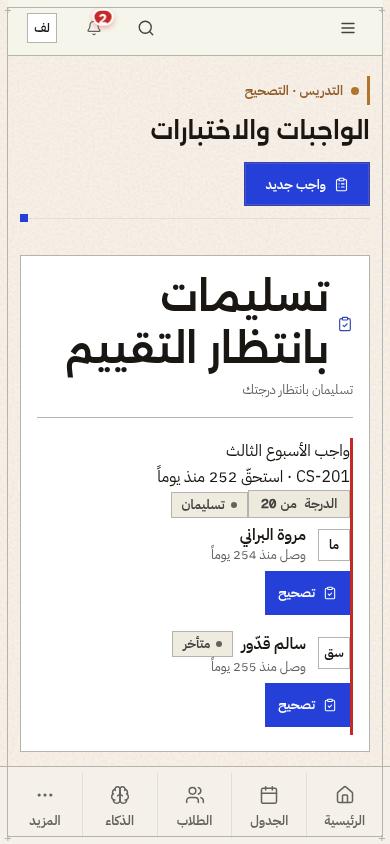 لف
2
التدريس · التصحيح
الواجبات والاختبارات
واجب جديد
تسليمات
بانتظار التقييم
تسليمان بانتظار درجتك
واجب الأسبوع الثالث
CS-201 · استحقّ 252 منذ يوماً
الدرجة من 20
تسليمان
ما
مروة البراني
وصل منذ 254 يوماً
تصحيح
سق
سالم قدّور
متأخر
وصل منذ 255 يوماً
تصحيح
الرئيسية
الجدول
الطلاب
الذكاء
المزيد